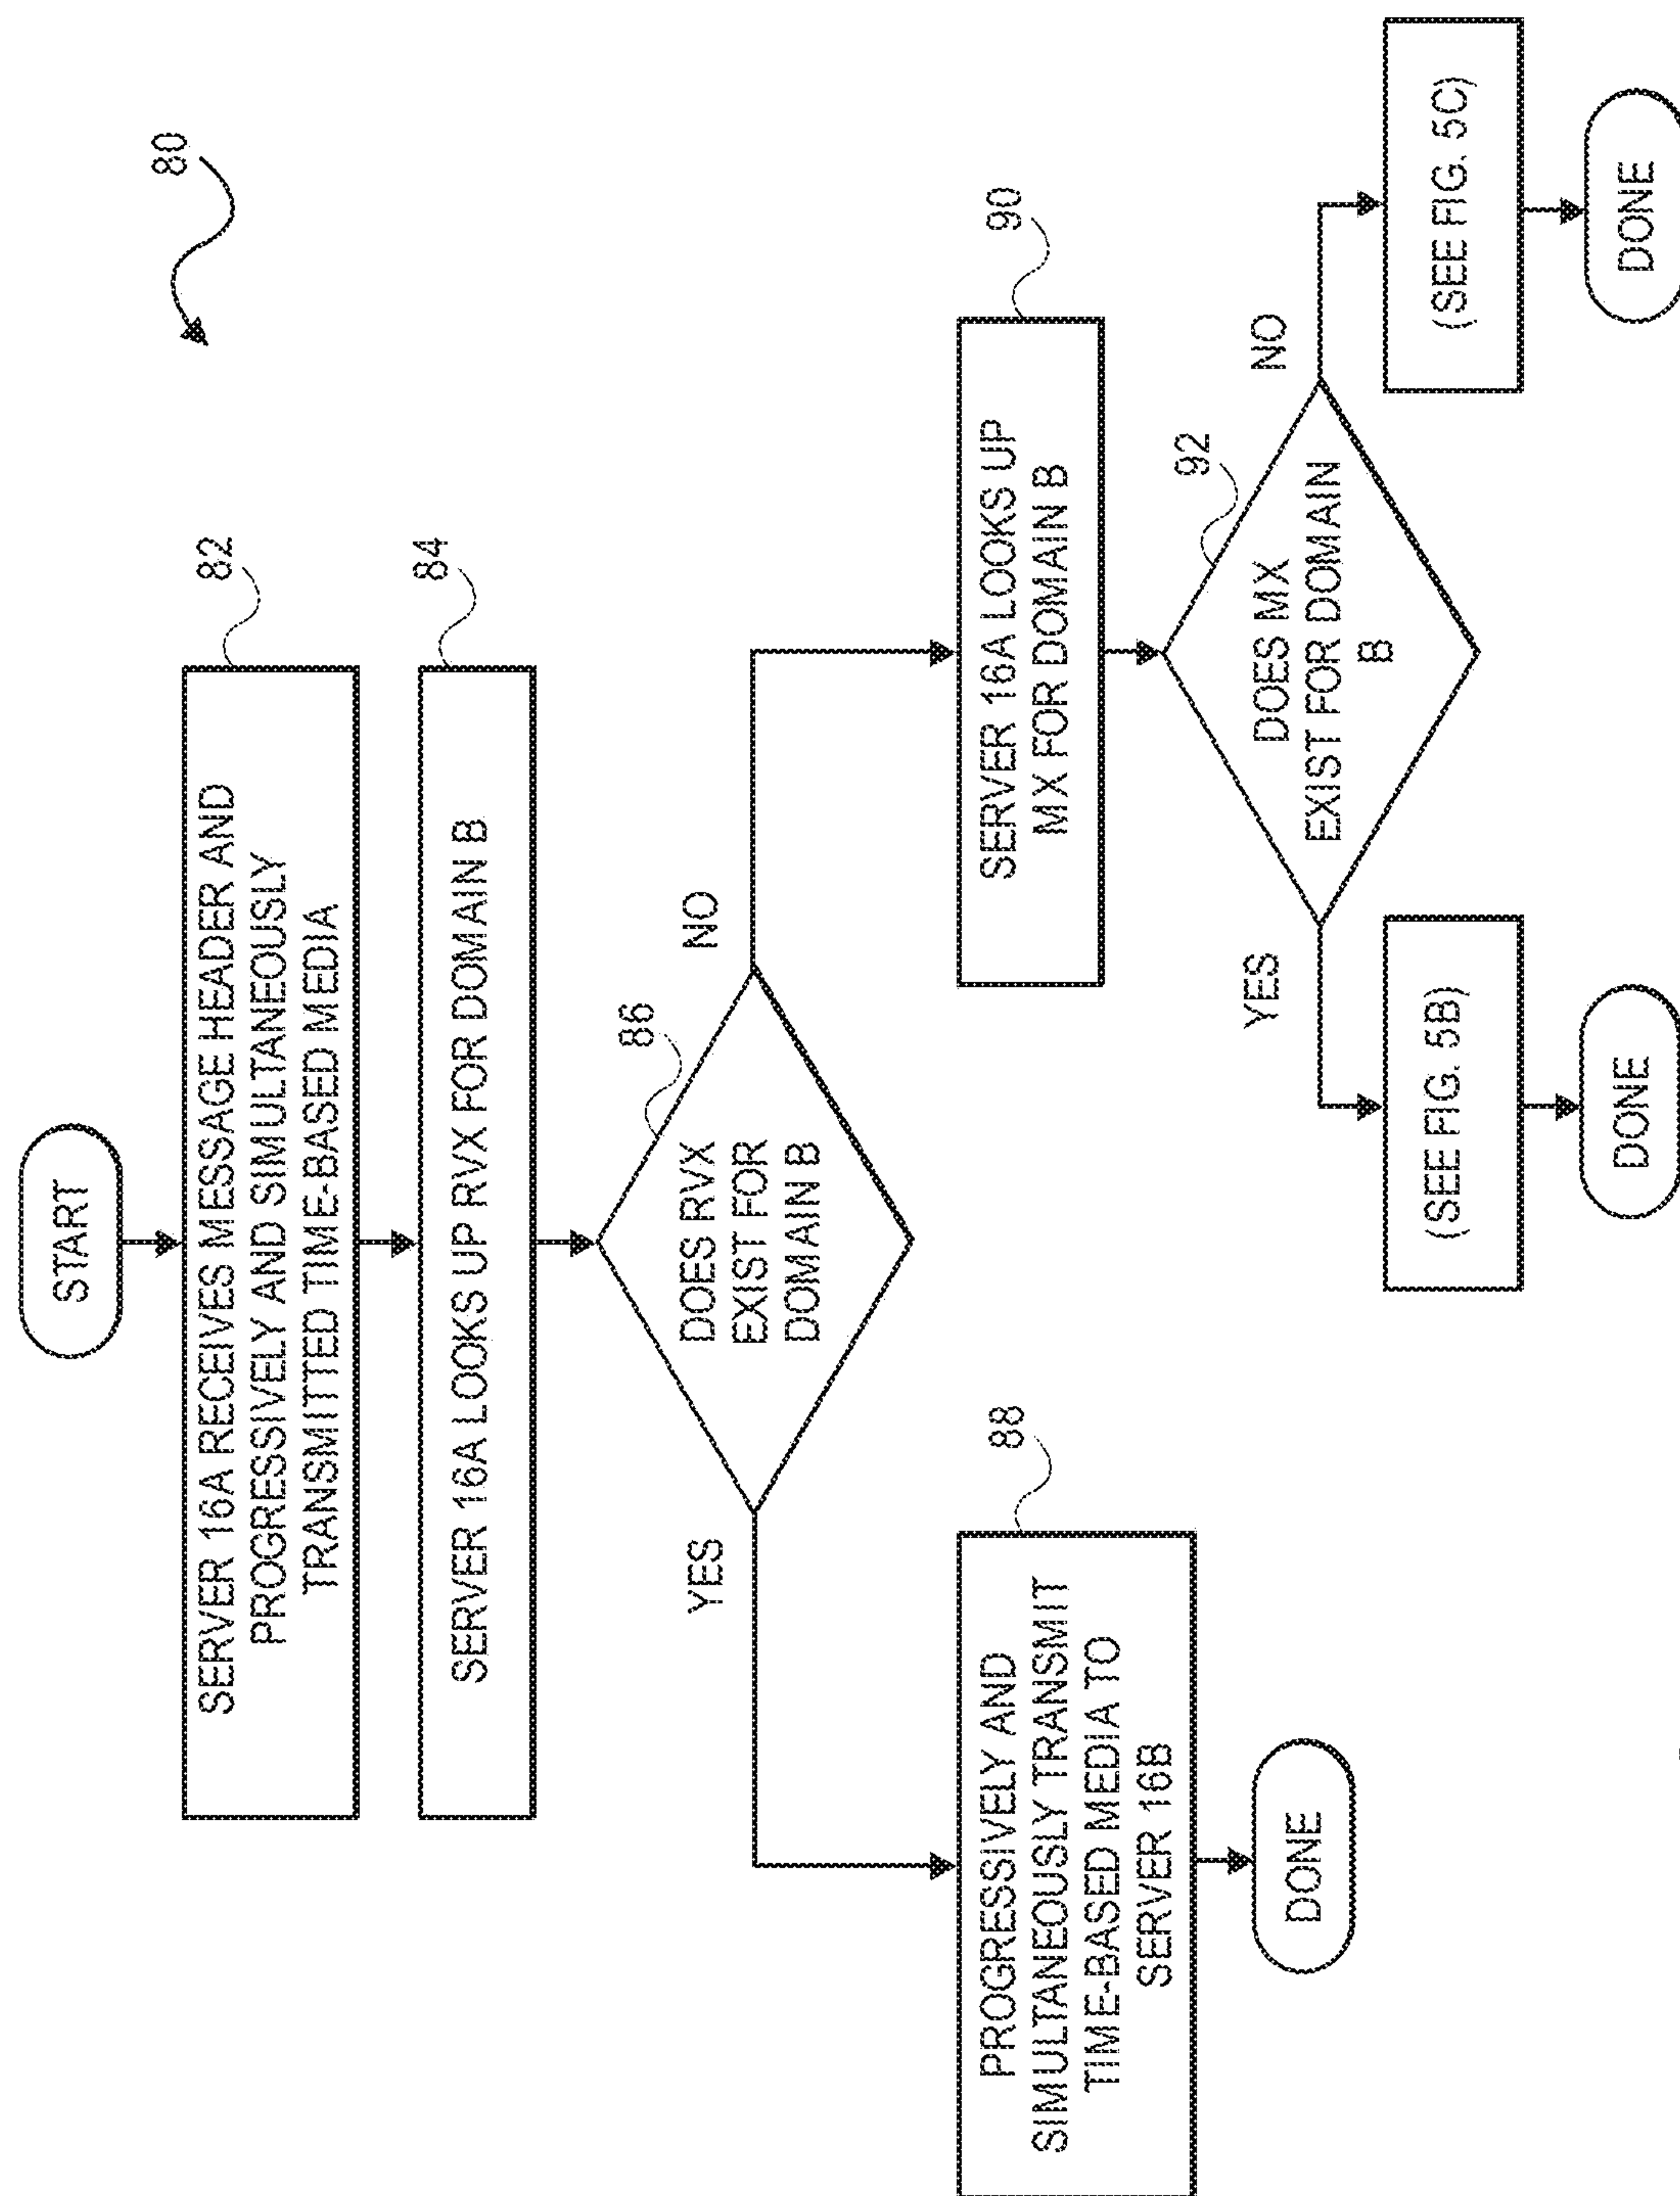 80
START
82
SERVER 16A RECEIVES MESSAGE HEADER AND
PROGRESSIVELY AND SIMULTANEOUSLY
TRANSMITTED TIME-BASED MEDIA
84
SERVER 16A LOOKS UP RVX FOR DOMAIN B
86
DOES RVX
EXIST FOR
DOMAIN B
YES
NO
88
PROGRESSIVELY AND
SIMULTANEOUSLY TRANSMIT
TIME-BASED MEDIA TO
SERVER 16B
DONE
90
SERVER 16A LOOKS UP
MX FOR DOMAIN B
92
DOES MX
EXIST FOR DOMAIN
B
YES
NO
(SEE FIG. 5B)
DONE
(SEE FIG. 5C)
DONE